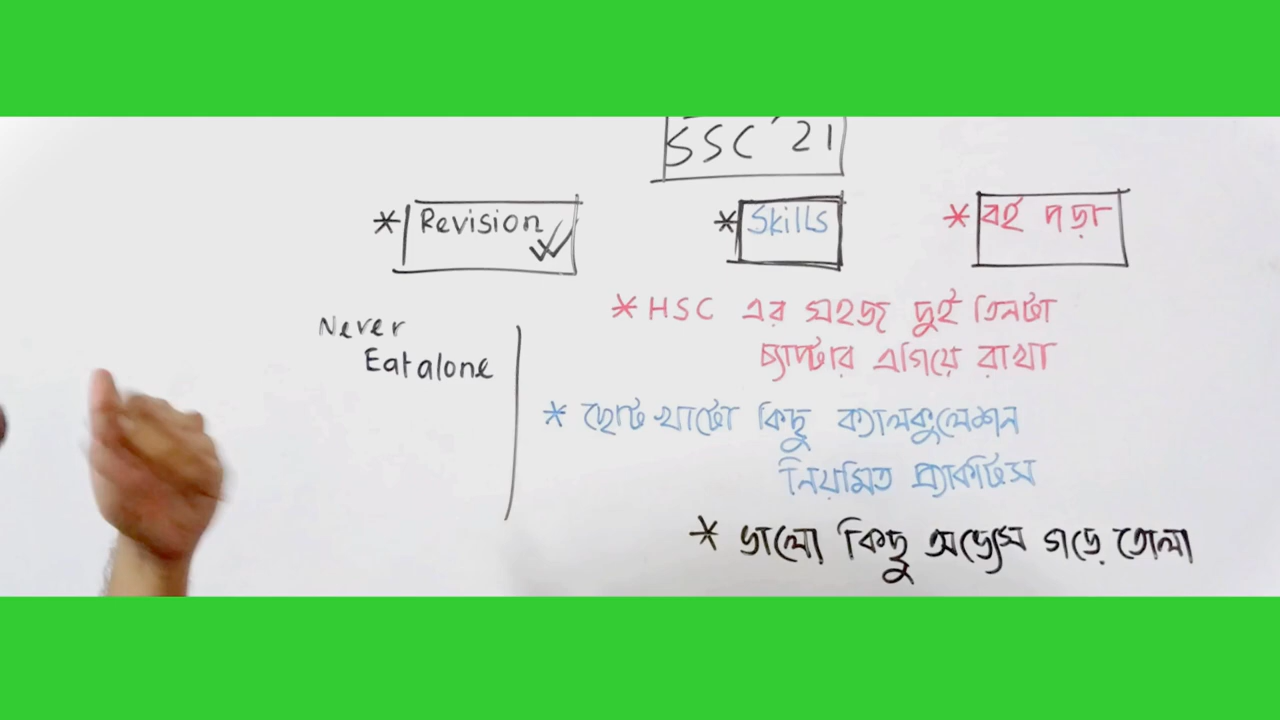 SSC '21
* Revision
* Skills
* বই পড়া
* HSC এর সহজ দুই তিনটা
চ্যাপ্টার এগিয়ে রাখা
Never
Eat alone
* ছোট খাটো কিছু ক্যালকুলেশন
নিয়মিত প্র্যাকটিস
* ভালো কিছু অভ্যেস গড়ে তোলা